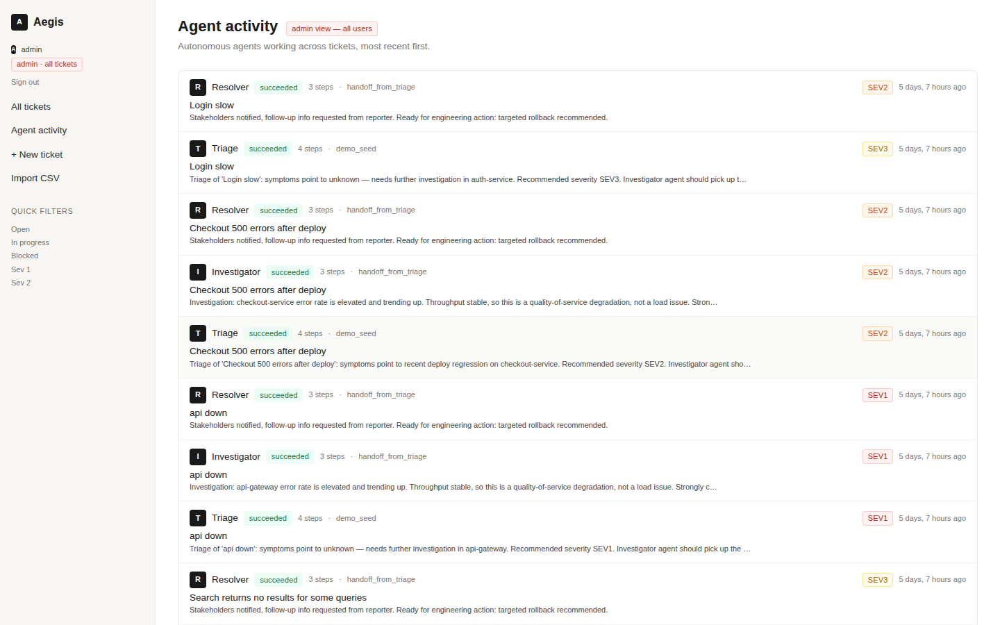 A Aegis
A admin
admin · all tickets
Sign out
All tickets
Agent activity
+ New ticket
Import CSV
QUICK FILTERS
Open
In progress
Blocked
Sev 1
Sev 2
Agent activity admin view — all users
Autonomous agents working across tickets, most recent first.
R Resolver succeeded 3 steps · handoff_from_triage SEV2 5 days, 7 hours ago
Login slow
Stakeholders notified, follow-up info requested from reporter. Ready for engineering action: targeted rollback recommended.
T Triage succeeded 4 steps · demo_seed SEV3 5 days, 7 hours ago
Login slow
Triage of 'Login slow': symptoms point to unknown — needs further investigation in auth-service. Recommended severity SEV3. Investigator agent should pick up t…
R Resolver succeeded 3 steps · handoff_from_triage SEV2 5 days, 7 hours ago
Checkout 500 errors after deploy
Stakeholders notified, follow-up info requested from reporter. Ready for engineering action: targeted rollback recommended.
I Investigator succeeded 3 steps · handoff_from_triage SEV2 5 days, 7 hours ago
Checkout 500 errors after deploy
Investigation: checkout-service error rate is elevated and trending up. Throughput stable, so this is a quality-of-service degradation, not a load issue. Stron…
T Triage succeeded 4 steps · demo_seed SEV2 5 days, 7 hours ago
Checkout 500 errors after deploy
Triage of 'Checkout 500 errors after deploy': symptoms point to recent deploy regression on checkout-service. Recommended severity SEV2. Investigator agent sho…
R Resolver succeeded 3 steps · handoff_from_triage SEV1 5 days, 7 hours ago
api down
Stakeholders notified, follow-up info requested from reporter. Ready for engineering action: targeted rollback recommended.
I Investigator succeeded 3 steps · handoff_from_triage SEV1 5 days, 7 hours ago
api down
Investigation: api-gateway error rate is elevated and trending up. Throughput stable, so this is a quality-of-service degradation, not a load issue. Strongly c…
T Triage succeeded 4 steps · demo_seed SEV1 5 days, 7 hours ago
api down
Triage of 'api down': symptoms point to unknown — needs further investigation in api-gateway. Recommended severity SEV1. Investigator agent should pick up the …
R Resolver succeeded 3 steps · handoff_from_triage SEV3 5 days, 7 hours ago
Search returns no results for some queries
Stakeholders notified, follow-up info requested from reporter. Ready for engineering action: targeted rollback recommended.